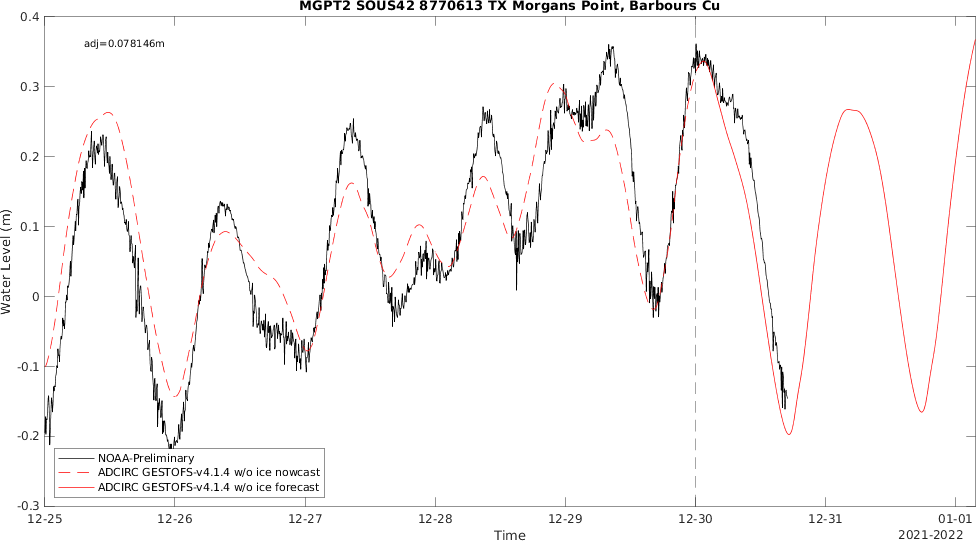 MGPT2 SOUS42 8770613 TX Morgans Point, Barbours Cu
adj=0.078146m
Water Level (m)
0.4
0.3
0.2
0.1
0
-0.1
-0.2
-0.3
NOAA-Preliminary
ADCIRC GESTOFS-v4.1.4 w/o ice nowcast
ADCIRC GESTOFS-v4.1.4 w/o ice forecast
12-25 12-26 12-27 12-28 12-29 12-30 12-31 01-01
Time
2021-2022